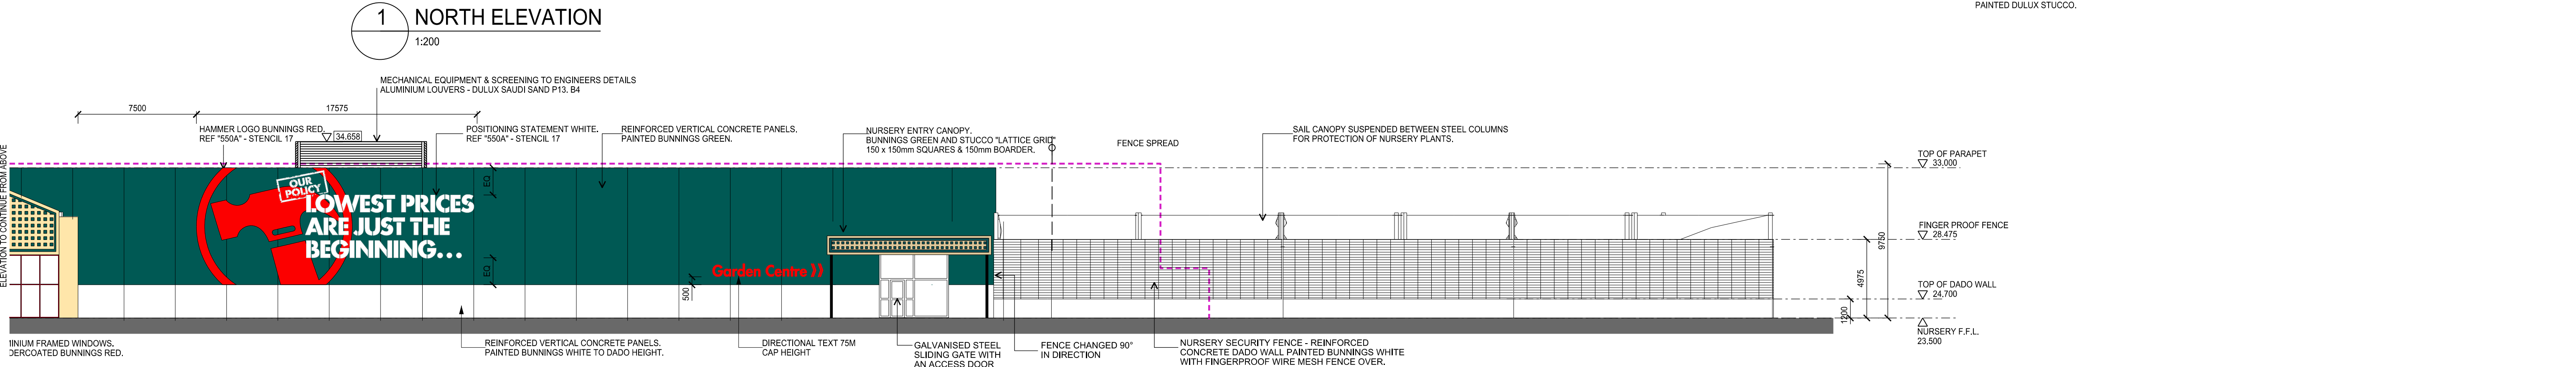 1 NORTH ELEVATION
1:200
PAINTED DULUX STUCCO.
MECHANICAL EQUIPMENT & SCREENING TO ENGINEERS DETAILS
ALUMINIUM LOUVERS - DULUX SAUDI SAND P13. B4
7500
17575
HAMMER LOGO BUNNINGS RED.
REF "550A" - STENCIL 17
34,658
POSITIONING STATEMENT WHITE.
REF "550A" - STENCIL 17
REINFORCED VERTICAL CONCRETE PANELS.
PAINTED BUNNINGS GREEN.
NURSERY ENTRY CANOPY.
BUNNINGS GREEN AND STUCCO "LATTICE GRID"
150 x 150mm SQUARES & 150mm BOARDER.
FENCE SPREAD
SAIL CANOPY SUSPENDED BETWEEN STEEL COLUMNS
FOR PROTECTION OF NURSERY PLANTS.
TOP OF PARAPET
33,000
ELEVATION TO CONTINUE FROM ABOVE
OUR
POLICY
LOWEST PRICES
ARE JUST THE
BEGINNING...
EQ
EQ
Garden Centre ))
500
FINGER PROOF FENCE
28.475
9750
4975
TOP OF DADO WALL
24,700
1200
NURSERY F.F.L.
23,500
MINIUM FRAMED WINDOWS.
DERCOATED BUNNINGS RED.
REINFORCED VERTICAL CONCRETE PANELS.
PAINTED BUNNINGS WHITE TO DADO HEIGHT.
DIRECTIONAL TEXT 75M
CAP HEIGHT
GALVANISED STEEL
SLIDING GATE WITH
AN ACCESS DOOR
FENCE CHANGED 90°
IN DIRECTION
NURSERY SECURITY FENCE - REINFORCED
CONCRETE DADO WALL PAINTED BUNNINGS WHITE
WITH FINGERPROOF WIRE MESH FENCE OVER.